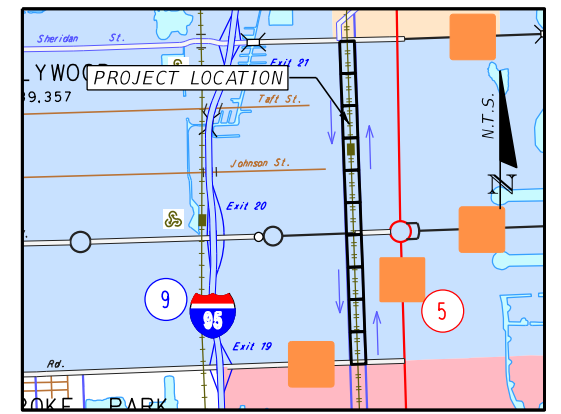 Sheridan St.
Exit 21
LYWOO
PROJECT LOCATION
39,357
Taft St.
N.T.S.
Johnson St.
N
Exit 20
9
95
5
Exit 19
Rd.
OKE PARK